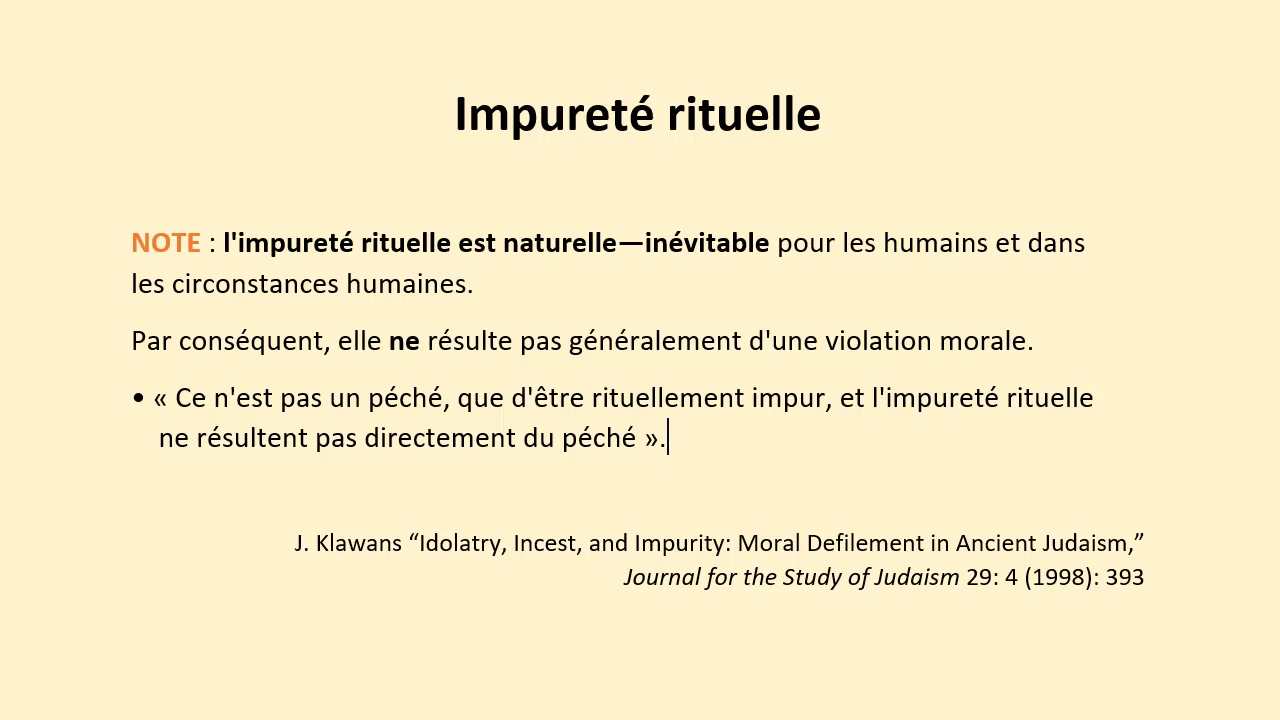 Impureté rituelle
NOTE : l'impureté rituelle est naturelle—inévitable pour les humains et dans
les circonstances humaines.
Par conséquent, elle ne résulte pas généralement d'une violation morale.
• « Ce n'est pas un péché, que d'être rituellement impur, et l'impureté rituelle
ne résultent pas directement du péché ».
J. Klawans “Idolatry, Incest, and Impurity: Moral Defilement in Ancient Judaism,”
Journal for the Study of Judaism 29: 4 (1998): 393